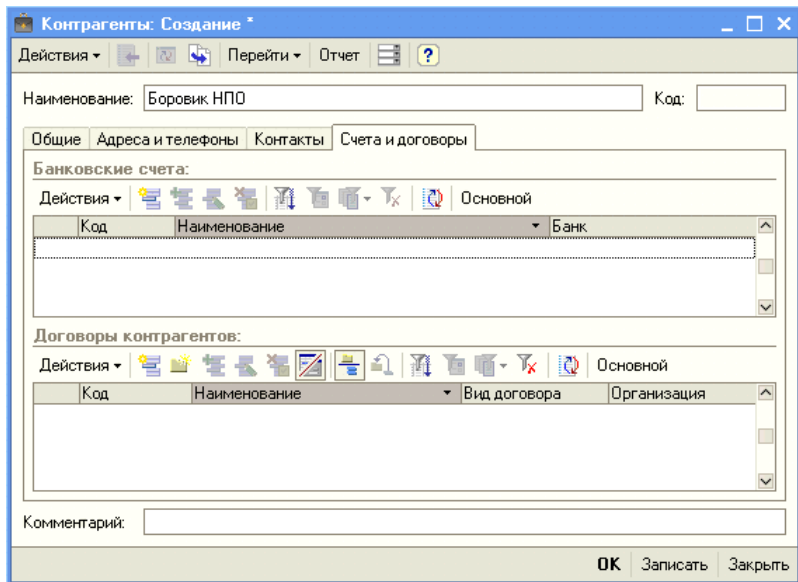 Контрагенты: Создание *
Действия Перейти Отчет ?
Наименование: Боровик НПО Код:
Общие Адреса и телефоны Контакты Счета и договоры
Банковские счета:
Действия Основной
Код Наименование Банк
Договоры контрагентов:
Действия Основной
Код Наименование Вид договора Организация
Комментарий:
OK Записать Закрыть